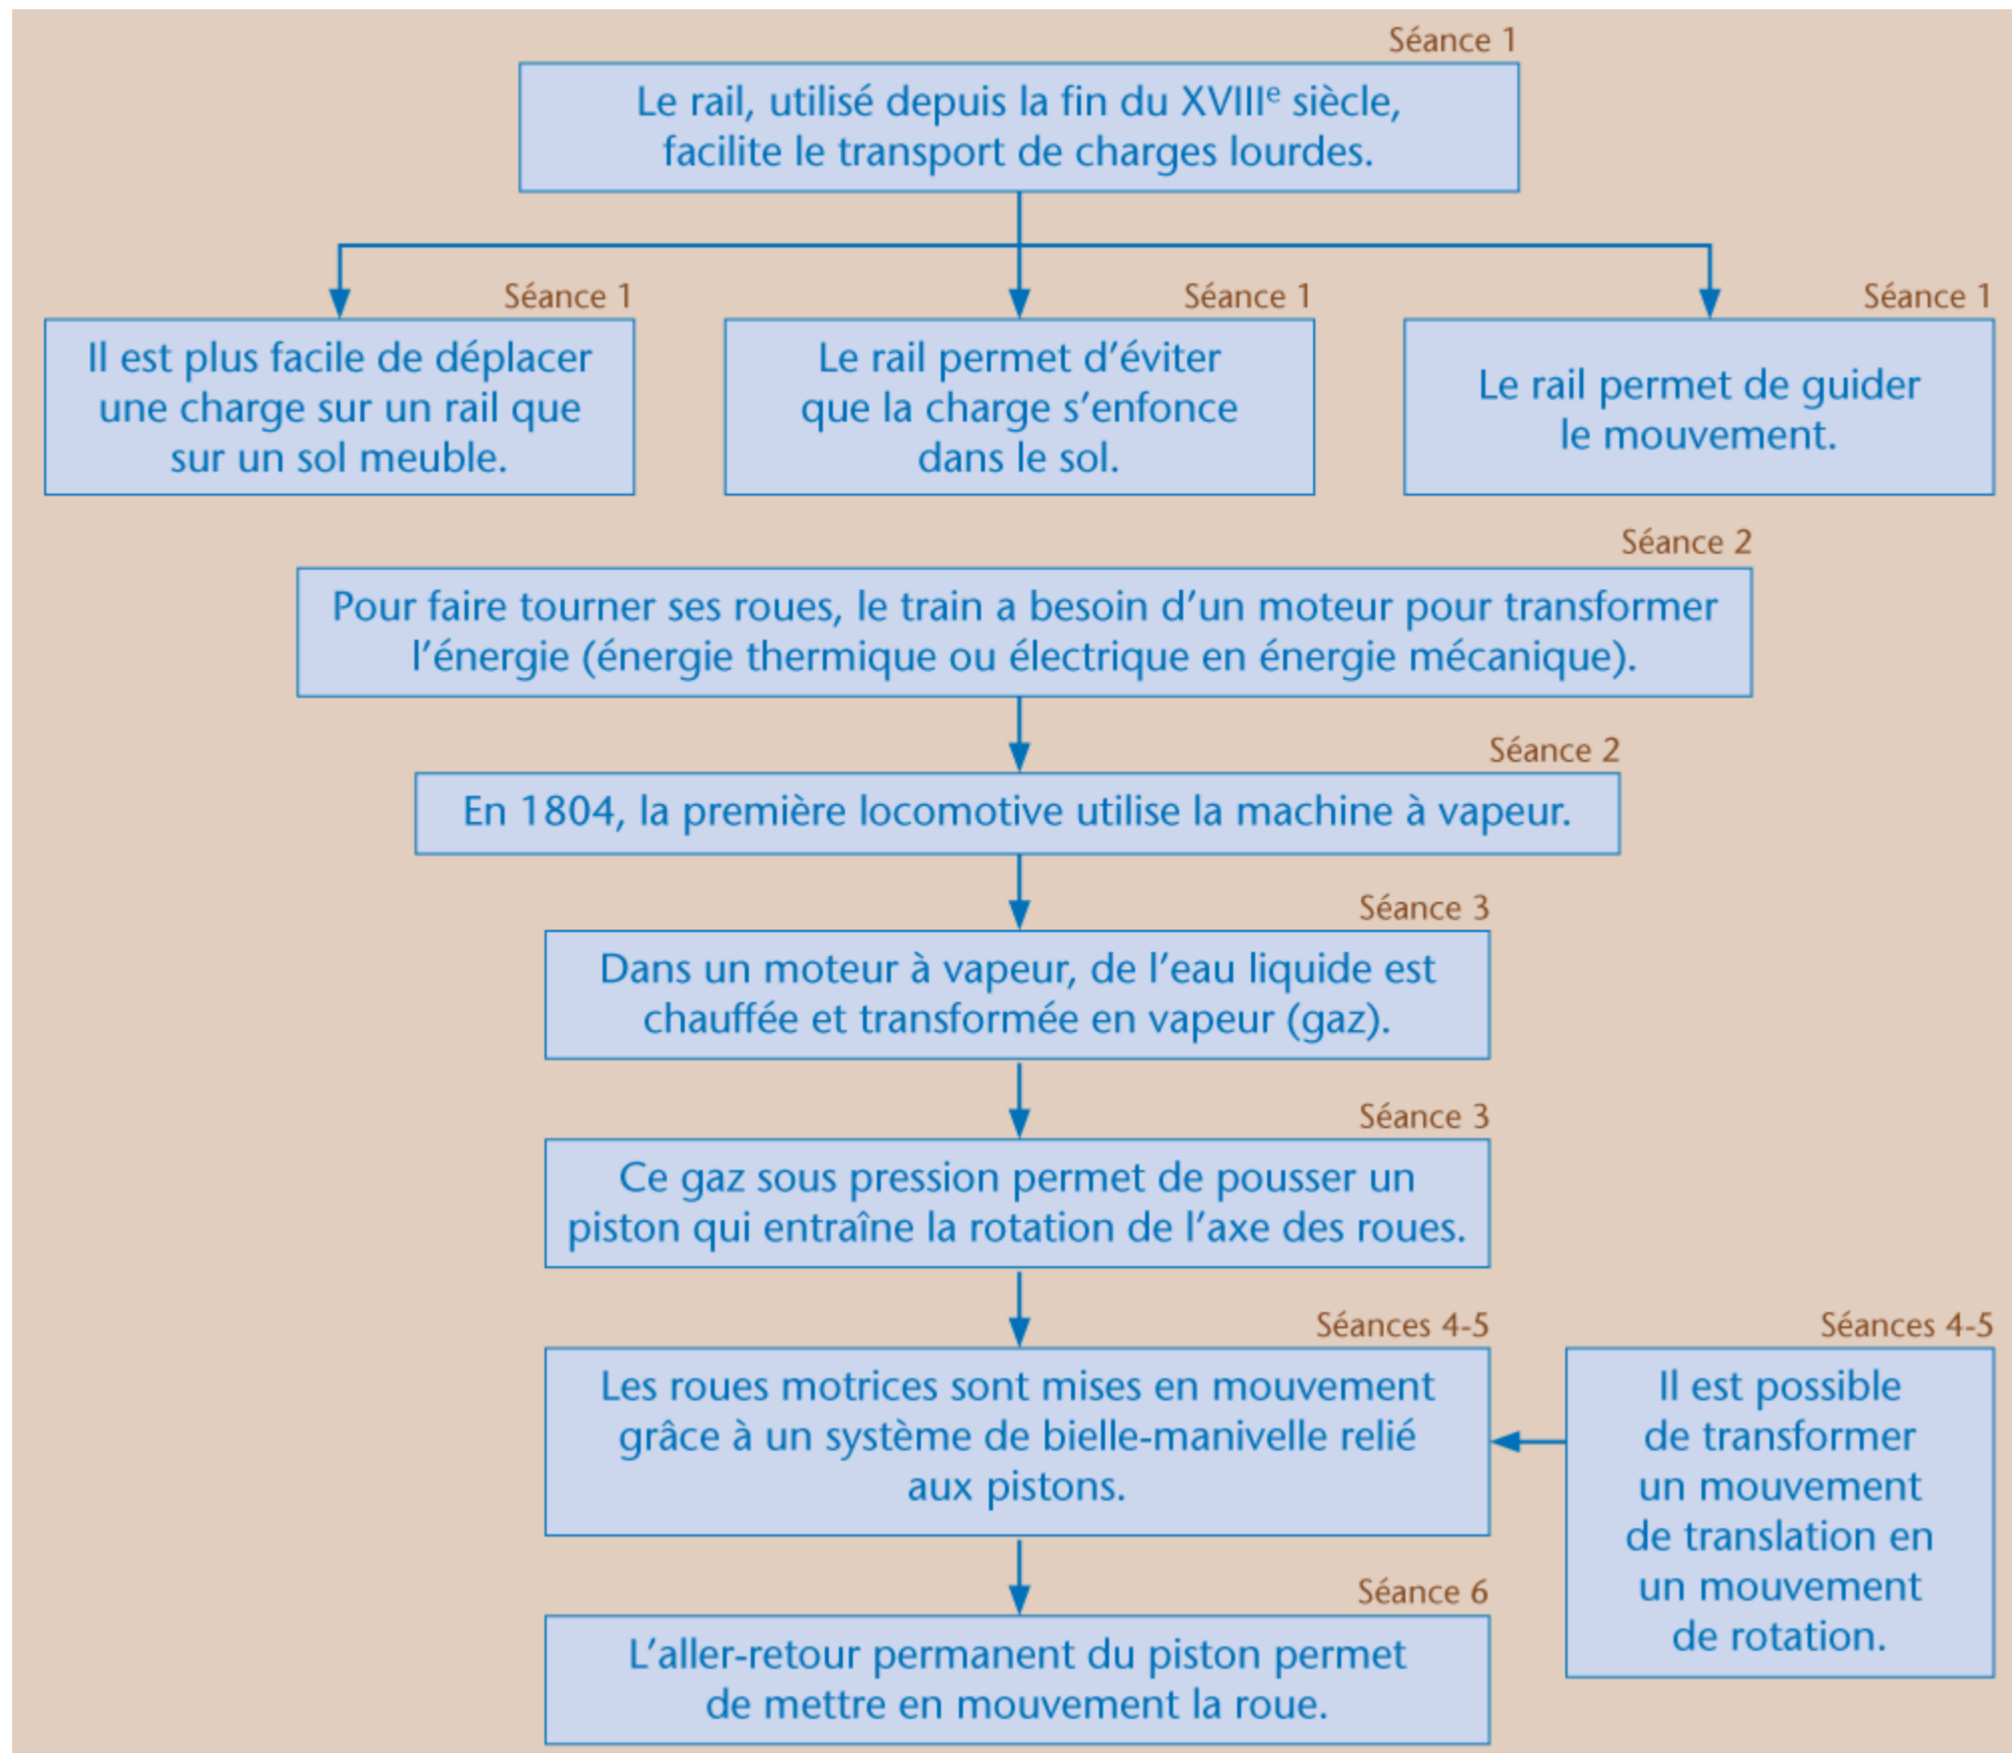 Séance 1
Le rail, utilisé depuis la fin du XVIIIe siècle,
facilite le transport de charges lourdes.
Séance 1
Il est plus facile de déplacer
une charge sur un rail que
sur un sol meuble.
Séance 1
Le rail permet d’éviter
que la charge s’enfonce
dans le sol.
Séance 1
Le rail permet de guider
le mouvement.
Séance 2
Pour faire tourner ses roues, le train a besoin d’un moteur pour transformer
l’énergie (énergie thermique ou électrique en énergie mécanique).
Séance 2
En 1804, la première locomotive utilise la machine à vapeur.
Séance 3
Dans un moteur à vapeur, de l’eau liquide est
chauffée et transformée en vapeur (gaz).
Séance 3
Ce gaz sous pression permet de pousser un
piston qui entraîne la rotation de l’axe des roues.
Séances 4-5
Les roues motrices sont mises en mouvement
grâce à un système de bielle-manivelle relié
aux pistons.
Séances 4-5
Il est possible
de transformer
un mouvement
de translation en
un mouvement
de rotation.
Séance 6
L’aller-retour permanent du piston permet
de mettre en mouvement la roue.